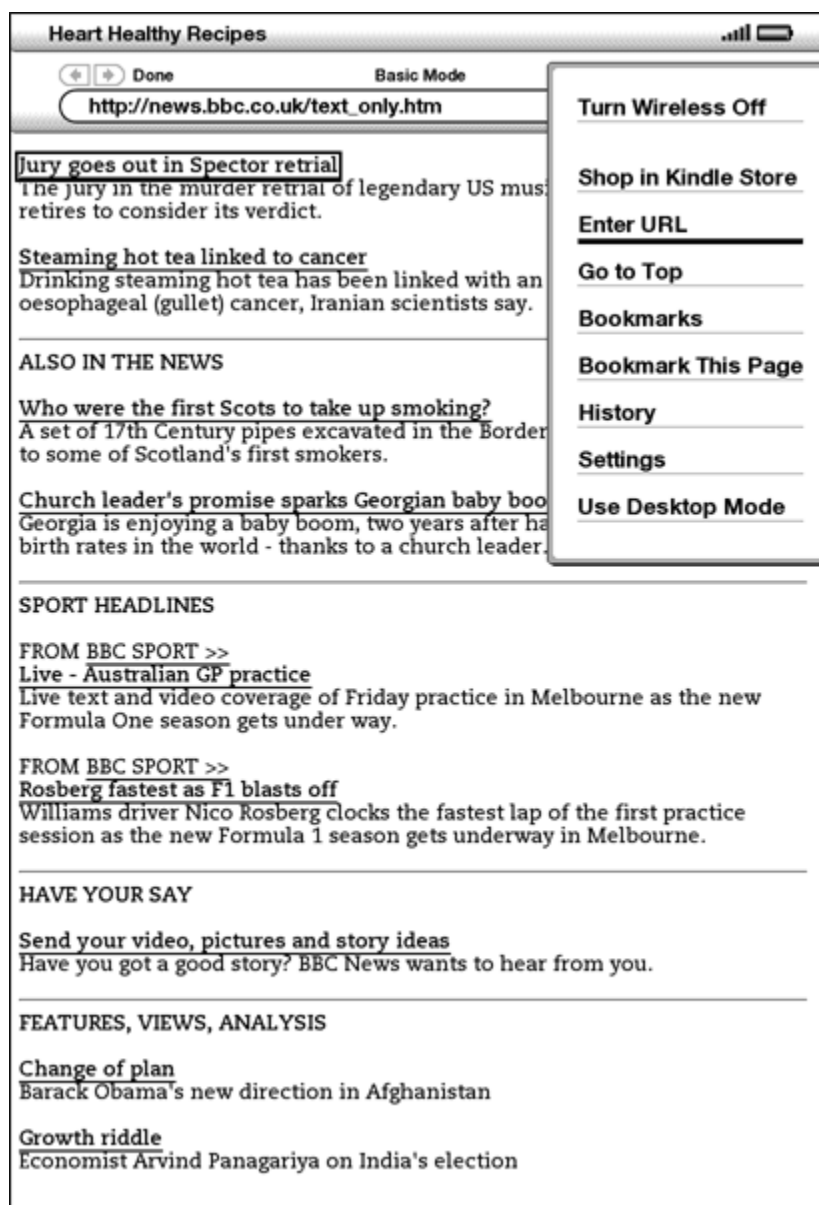 Heart Healthy Recipes
Done Basic Mode
http://news.bbc.co.uk/text_only.htm
Turn Wireless Off
Shop in Kindle Store
Enter URL
Go to Top
Bookmarks
Bookmark This Page
History
Settings
Use Desktop Mode
Jury goes out in Spector retrial
The jury in the murder retrial of legendary US musi
retires to consider its verdict.
Steaming hot tea linked to cancer
Drinking steaming hot tea has been linked with an
oesophageal (gullet) cancer, Iranian scientists say.
ALSO IN THE NEWS
Who were the first Scots to take up smoking?
A set of 17th Century pipes excavated in the Border
to some of Scotland's first smokers.
Church leader's promise sparks Georgian baby boo
Georgia is enjoying a baby boom, two years after ha
birth rates in the world - thanks to a church leader.
SPORT HEADLINES
FROM BBC SPORT >>
Live - Australian GP practice
Live text and video coverage of Friday practice in Melbourne as the new
Formula One season gets under way.
FROM BBC SPORT >>
Rosberg fastest as F1 blasts off
Williams driver Nico Rosberg clocks the fastest lap of the first practice
session as the new Formula 1 season gets underway in Melbourne.
HAVE YOUR SAY
Send your video, pictures and story ideas
Have you got a good story? BBC News wants to hear from you.
FEATURES, VIEWS, ANALYSIS
Change of plan
Barack Obama's new direction in Afghanistan
Growth riddle
Economist Arvind Panagariya on India's election